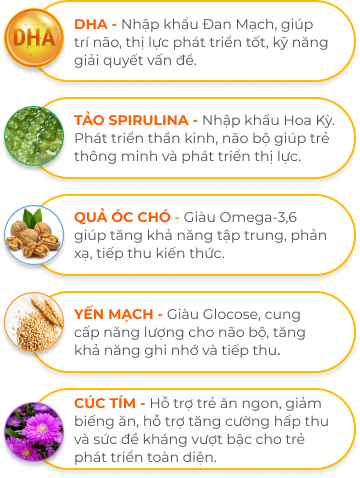 DHA
DHA - Nhập khẩu Đan Mạch, giúp
trí não, thị lực phát triển tốt, kỹ năng
giải quyết vấn đề.
TẢO SPIRULINA - Nhập khẩu Hoa Kỳ.
Phát triển thần kinh, não bộ giúp trẻ
thông minh và phát triển thị lực.
QUẢ ÓC CHÓ - Giàu Omega-3,6
giúp tăng khả năng tập trung, phản
xạ, tiếp thu kiến thức.
YẾN MẠCH - Giàu Glocose, cung
cấp năng lượng cho não bộ, tăng
khả năng ghi nhớ và tiếp thu.
CÚC TÍM - Hỗ trợ trẻ ăn ngon, giảm
biếng ăn, hỗ trợ tăng cường hấp thu
và sức đề kháng vượt bậc cho trẻ
phát triển toàn diện.